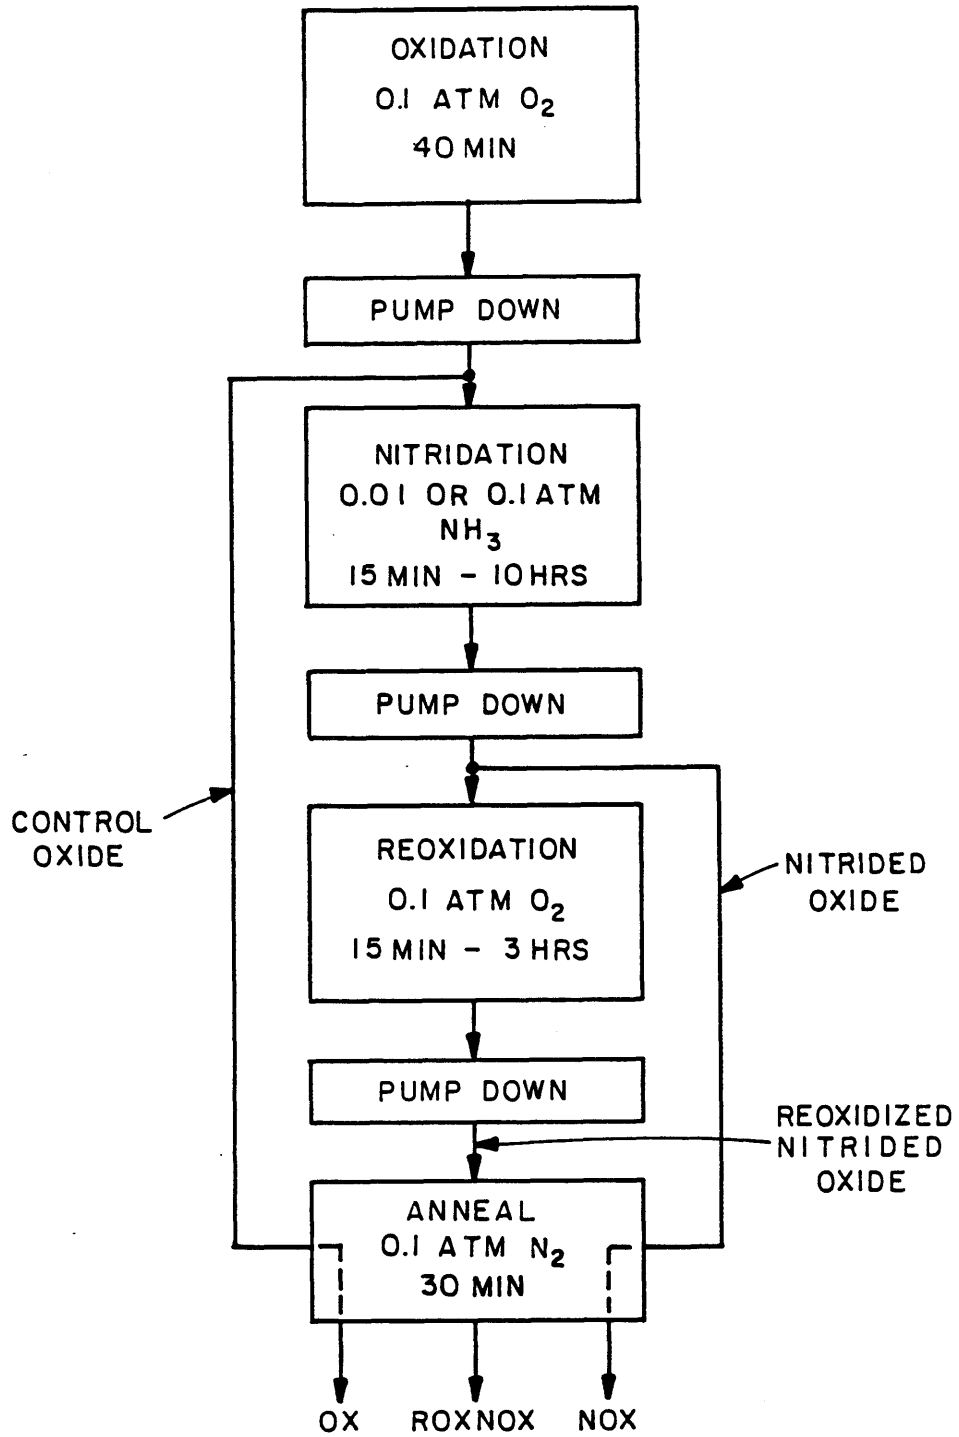 OXIDATION
0.1 ATM O2
40 MIN
PUMP DOWN
NITRIDATION
0.01 OR 0.1 ATM
NH3
15 MIN - 10 HRS
PUMP DOWN
REOXIDATION
0.1 ATM O2
15 MIN - 3 HRS
CONTROL
OXIDE
NITRIDED
OXIDE
PUMP DOWN
REOXIDIZED
NITRIDED
OXIDE
ANNEAL
0.1 ATM N2
30 MIN
OX
ROXNOX
NOX